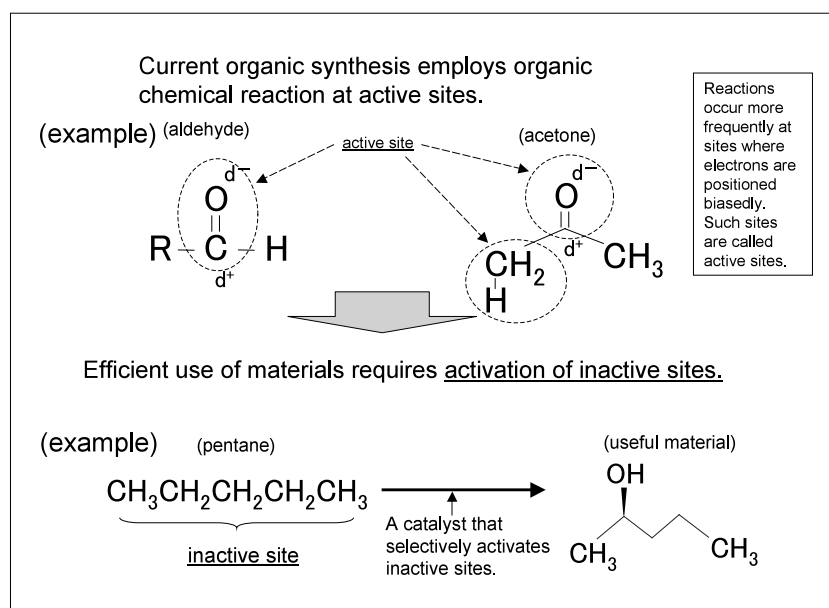 Current organic synthesis employs organic
chemical reaction at active sites.
(example) (aldehyde)
active site
(acetone)
Reactions
occur more
frequently at
sites where
electrons are
positioned
biasedly.
Such sites
are called
active sites.
d−
O
R C H
d+
d−
O
d+
CH₂
H
CH₃
Efficient use of materials requires activation of inactive sites.
(example) (pentane)
(useful material)
CH₃CH₂CH₂CH₂CH₃
inactive site
A catalyst that
selectively activates
inactive sites.
OH
CH₃ CH₃